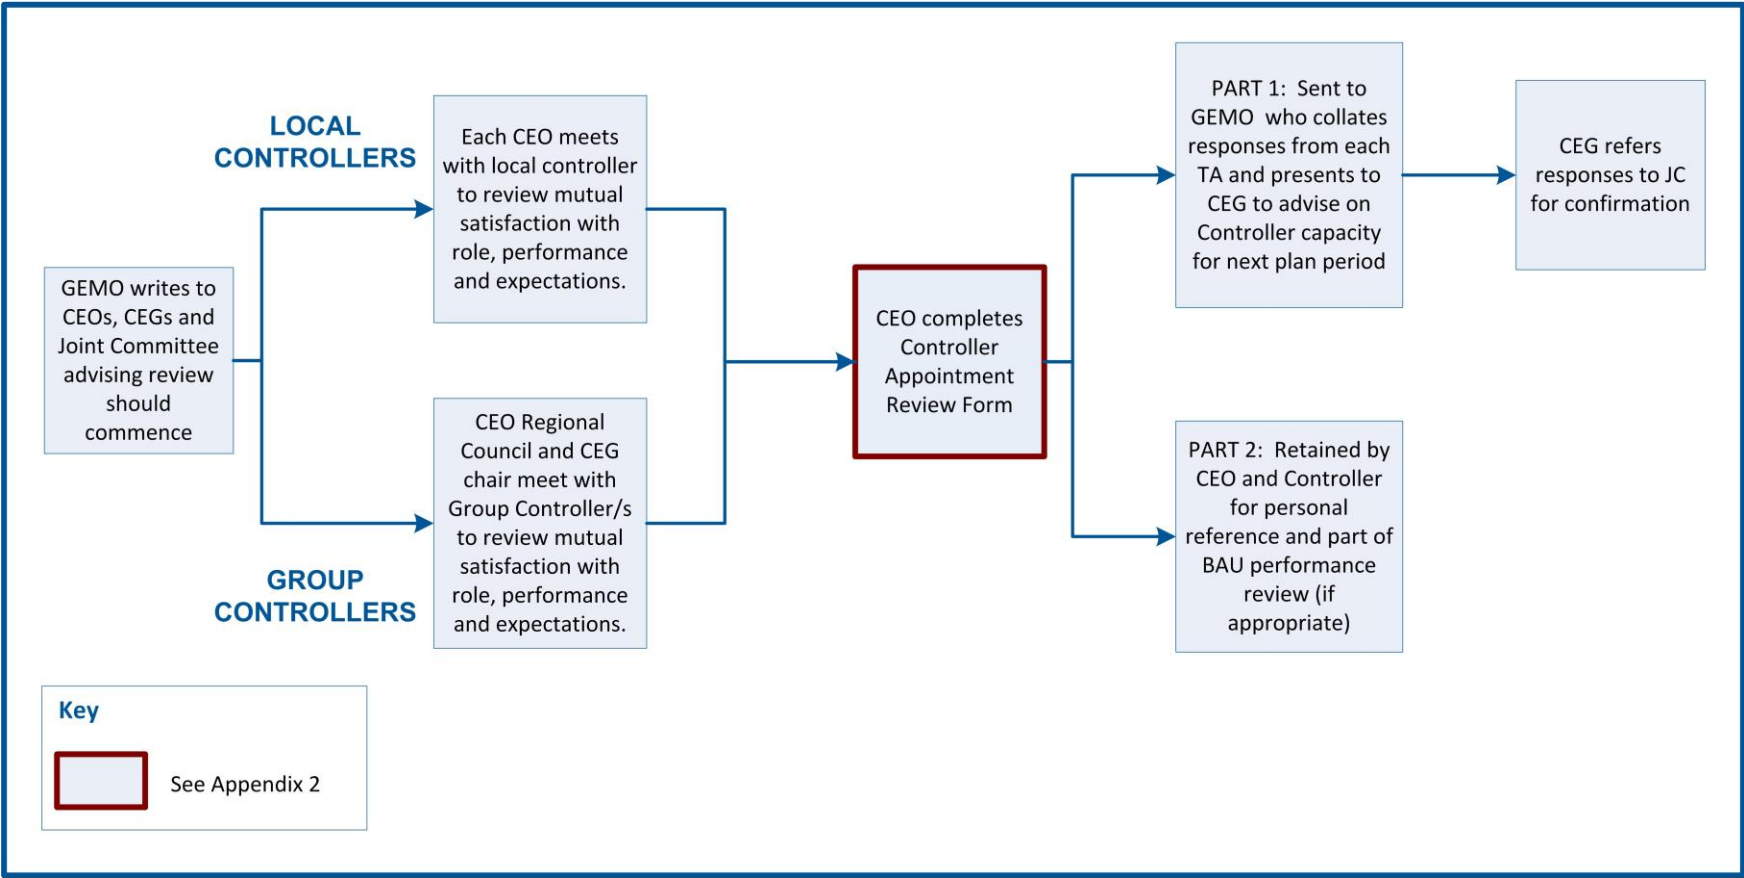 GEMO writes to
CEOs, CEGs and
Joint Committee
advising review
should
commence
LOCAL
CONTROLLERS
Each CEO meets
with local controller
to review mutual
satisfaction with
role, performance
and expectations.
GROUP
CONTROLLERS
CEO Regional
Council and CEG
chair meet with
Group Controller/s
to review mutual
satisfaction with
role, performance
and expectations.
CEO completes
Controller
Appointment
Review Form
PART 1:  Sent to
GEMO  who collates
responses from each
TA and presents to
CEG to advise on
Controller capacity
for next plan period
CEG refers
responses to JC
for confirmation
PART 2:  Retained by
CEO and Controller
for personal
reference and part of
BAU performance
review (if
appropriate)
Key
See Appendix 2